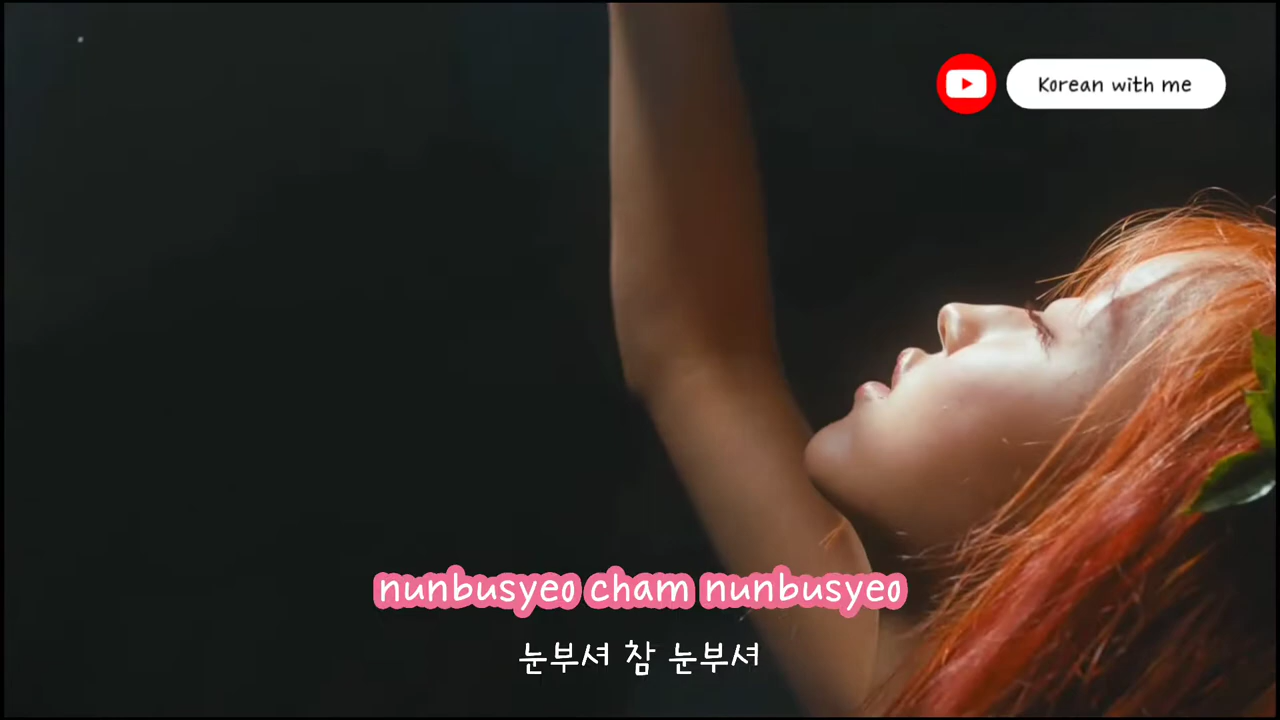 Korean with me
nunbusyeo cham nunbusyeo
눈부셔 참 눈부셔